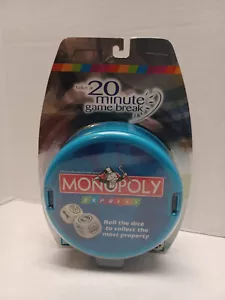 take a
20
minute
game break
MONOPOLY
EXPRESS
Roll the dice
to collect the
most property